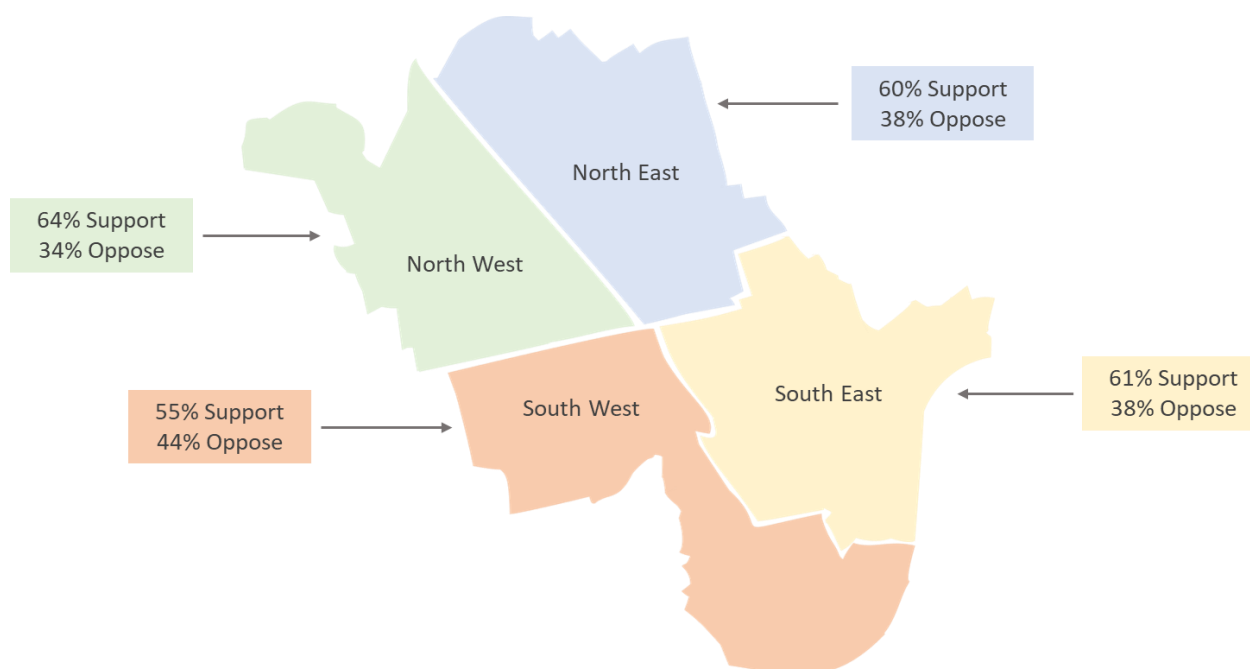 60% Support
38% Oppose
North East
64% Support
34% Oppose
North West
61% Support
38% Oppose
South East
55% Support
44% Oppose
South West